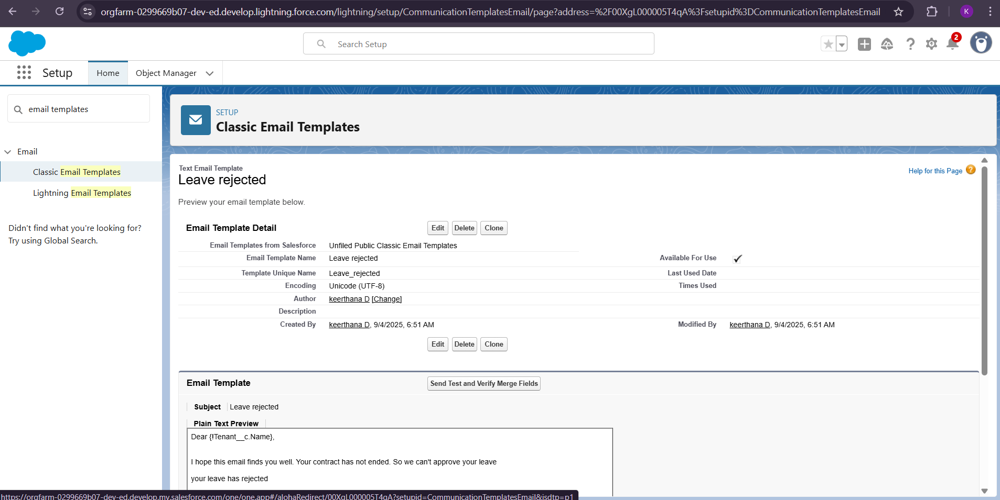 orgfarm-0299669b07-dev-ed.develop.lightning.force.com/lightning/setup/CommunicationTemplatesEmail/page?address=%2F00XgL000005T4qA%3Fsetupid%3DCommunicationTemplatesEmail
K
Search Setup
2
Setup
Home
Object Manager
email templates
Email
Classic Email Templates
Lightning Email Templates
Didn't find what you're looking for?
Try using Global Search.
SETUP
Classic Email Templates
Text Email Template
Leave rejected
Help for this Page ?
Preview your email template below.
Email Template Detail
Edit Delete Clone
Email Templates from Salesforce Unfiled Public Classic Email Templates
Email Template Name Leave rejected Available For Use
Template Unique Name Leave_rejected Last Used Date
Encoding Unicode (UTF-8) Times Used
Author keerthana D [Change]
Description
Created By keerthana D, 9/4/2025, 6:51 AM Modified By keerthana D, 9/4/2025, 6:51 AM
Edit Delete Clone
Email Template Send Test and Verify Merge Fields
Subject Leave rejected
Plain Text Preview
Dear {!Tenant__c.Name},
I hope this email finds you well. Your contract has not ended. So we can't approve your leave
your leave has rejected
https://orgfarm-0299669b07-dev-ed.develop.my.salesforce.com/one/one.app#/alohaRedirect/00XgL000005T4qA?setupid=CommunicationTemplatesEmail&isdtp=p1